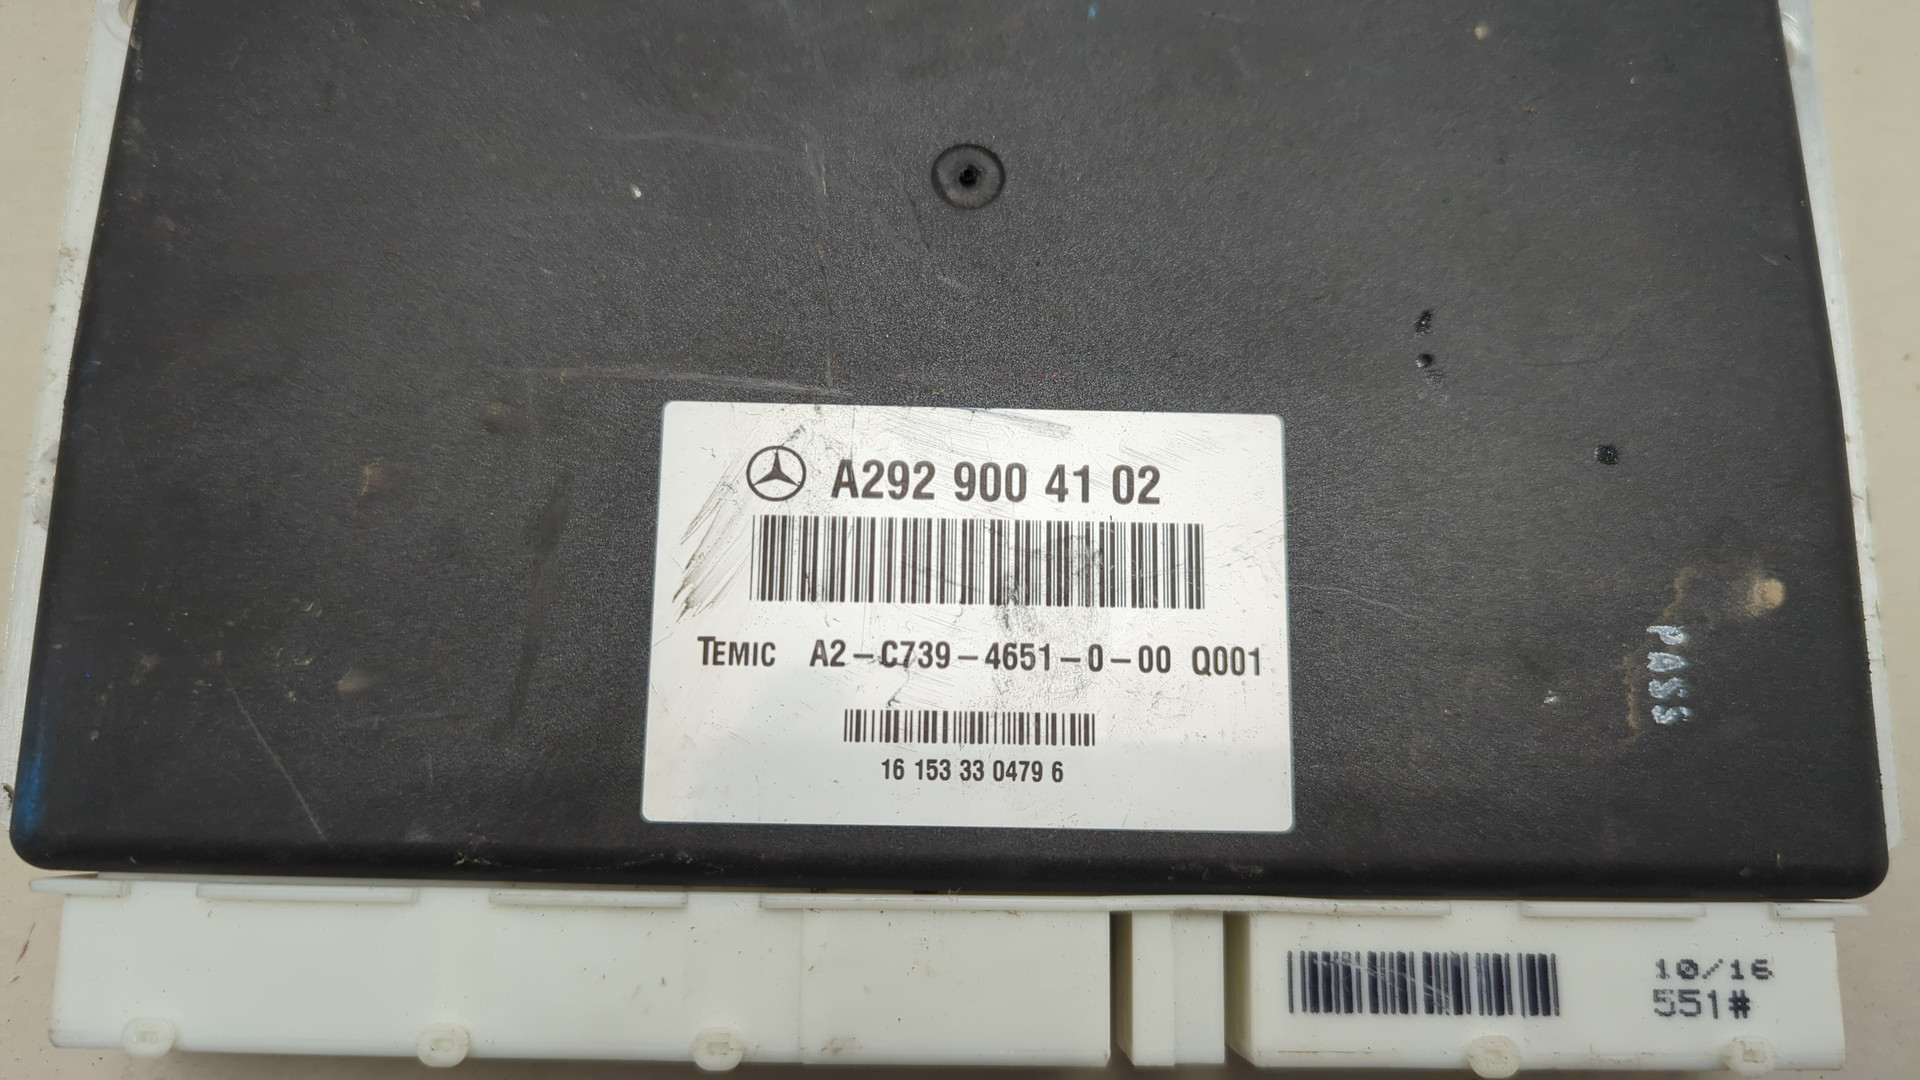 A292 900 41 02
TEMIC A2-C739-4651-0-00 Q001
16 153 33 0479 6
PASS
10/16
551#